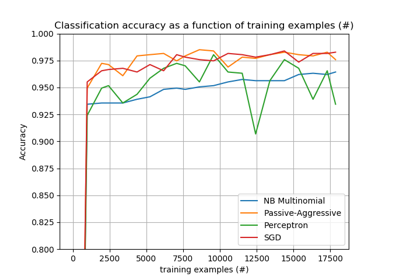 Classification accuracy as a function of training examples (#)
1.000
0.975
0.950
0.925
0.900
0.875
0.850
0.825
0.800
Accuracy
NB Multinomial
Passive-Aggressive
Perceptron
SGD
0 2500 5000 7500 10000 12500 15000 17500
training examples (#)